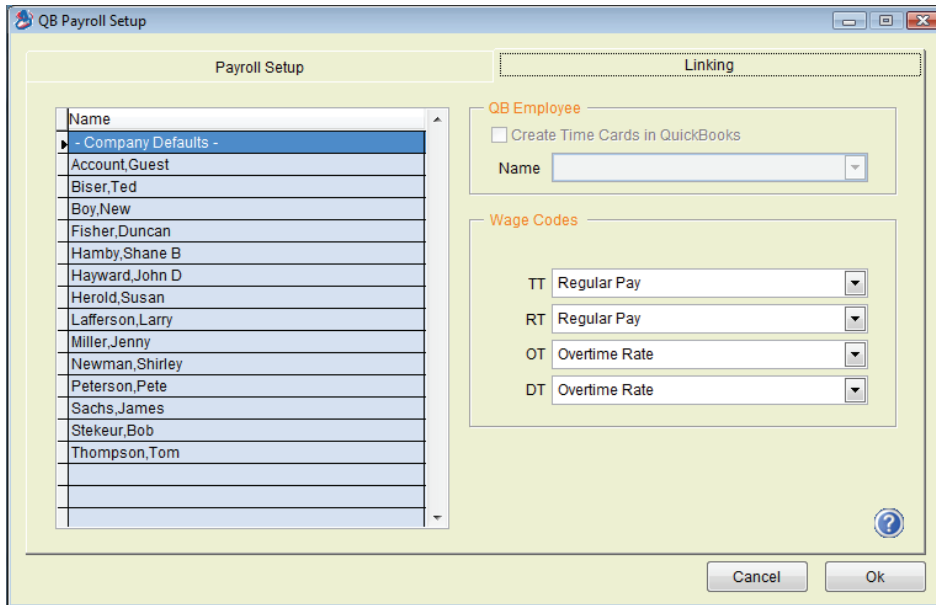 QB Payroll Setup
Payroll Setup
Linking
Name
- Company Defaults -
Account,Guest
Biser,Ted
Boy,New
Fisher,Duncan
Hamby,Shane B
Hayward,John D
Herold,Susan
Lafferson,Larry
Miller,Jenny
Newman,Shirley
Peterson,Pete
Sachs,James
Stekeur,Bob
Thompson,Tom
QB Employee
Create Time Cards in QuickBooks
Name
Wage Codes
TT Regular Pay
RT Regular Pay
OT Overtime Rate
DT Overtime Rate
?
Cancel
Ok